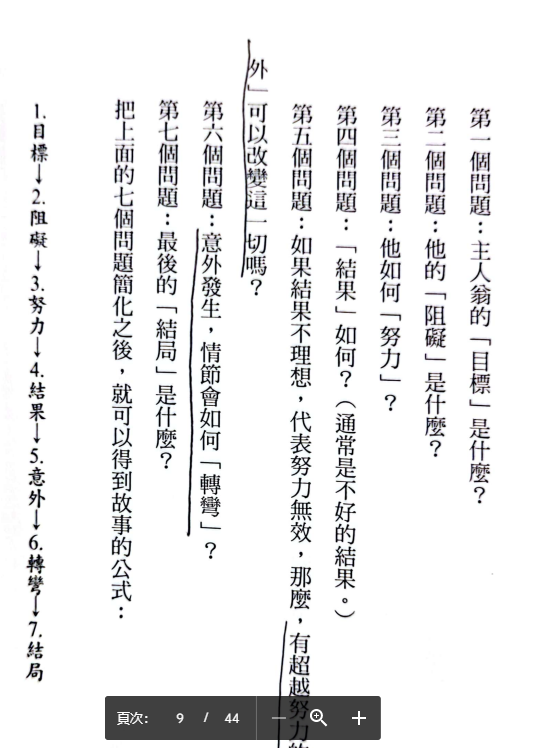 第一個問題：主人翁的「目標」是什麼？
第二個問題：他的「阻礙」是什麼？
第三個問題：他如何「努力」？
第四個問題：「結果」如何？（通常是不好的結果。）
第五個問題：如果結果不理想，代表努力無效，那麼，有超越努力的
外」可以改變這一切嗎？
第六個問題：意外發生，情節會如何「轉彎」？
第七個問題：最後的「結局」是什麼？
把上面的七個問題簡化之後，就可以得到故事的公式：
1.目標→2.阻礙→3.努力→4.結果→5.意外→6.轉彎→7.結局
頁次： 9 / 44